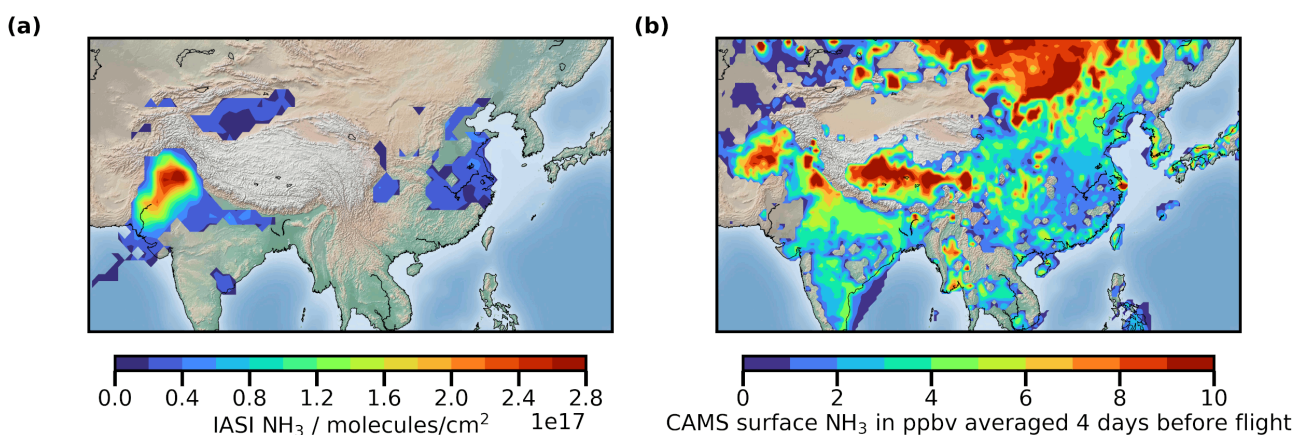 (a)
(b)
0.0 0.4 0.8 1.2 1.6 2.0 2.4 2.8
IASI NH₃ / molecules/cm² 1e17
0 2 4 6 8 10
CAMS surface NH₃ in ppbv averaged 4 days before flight